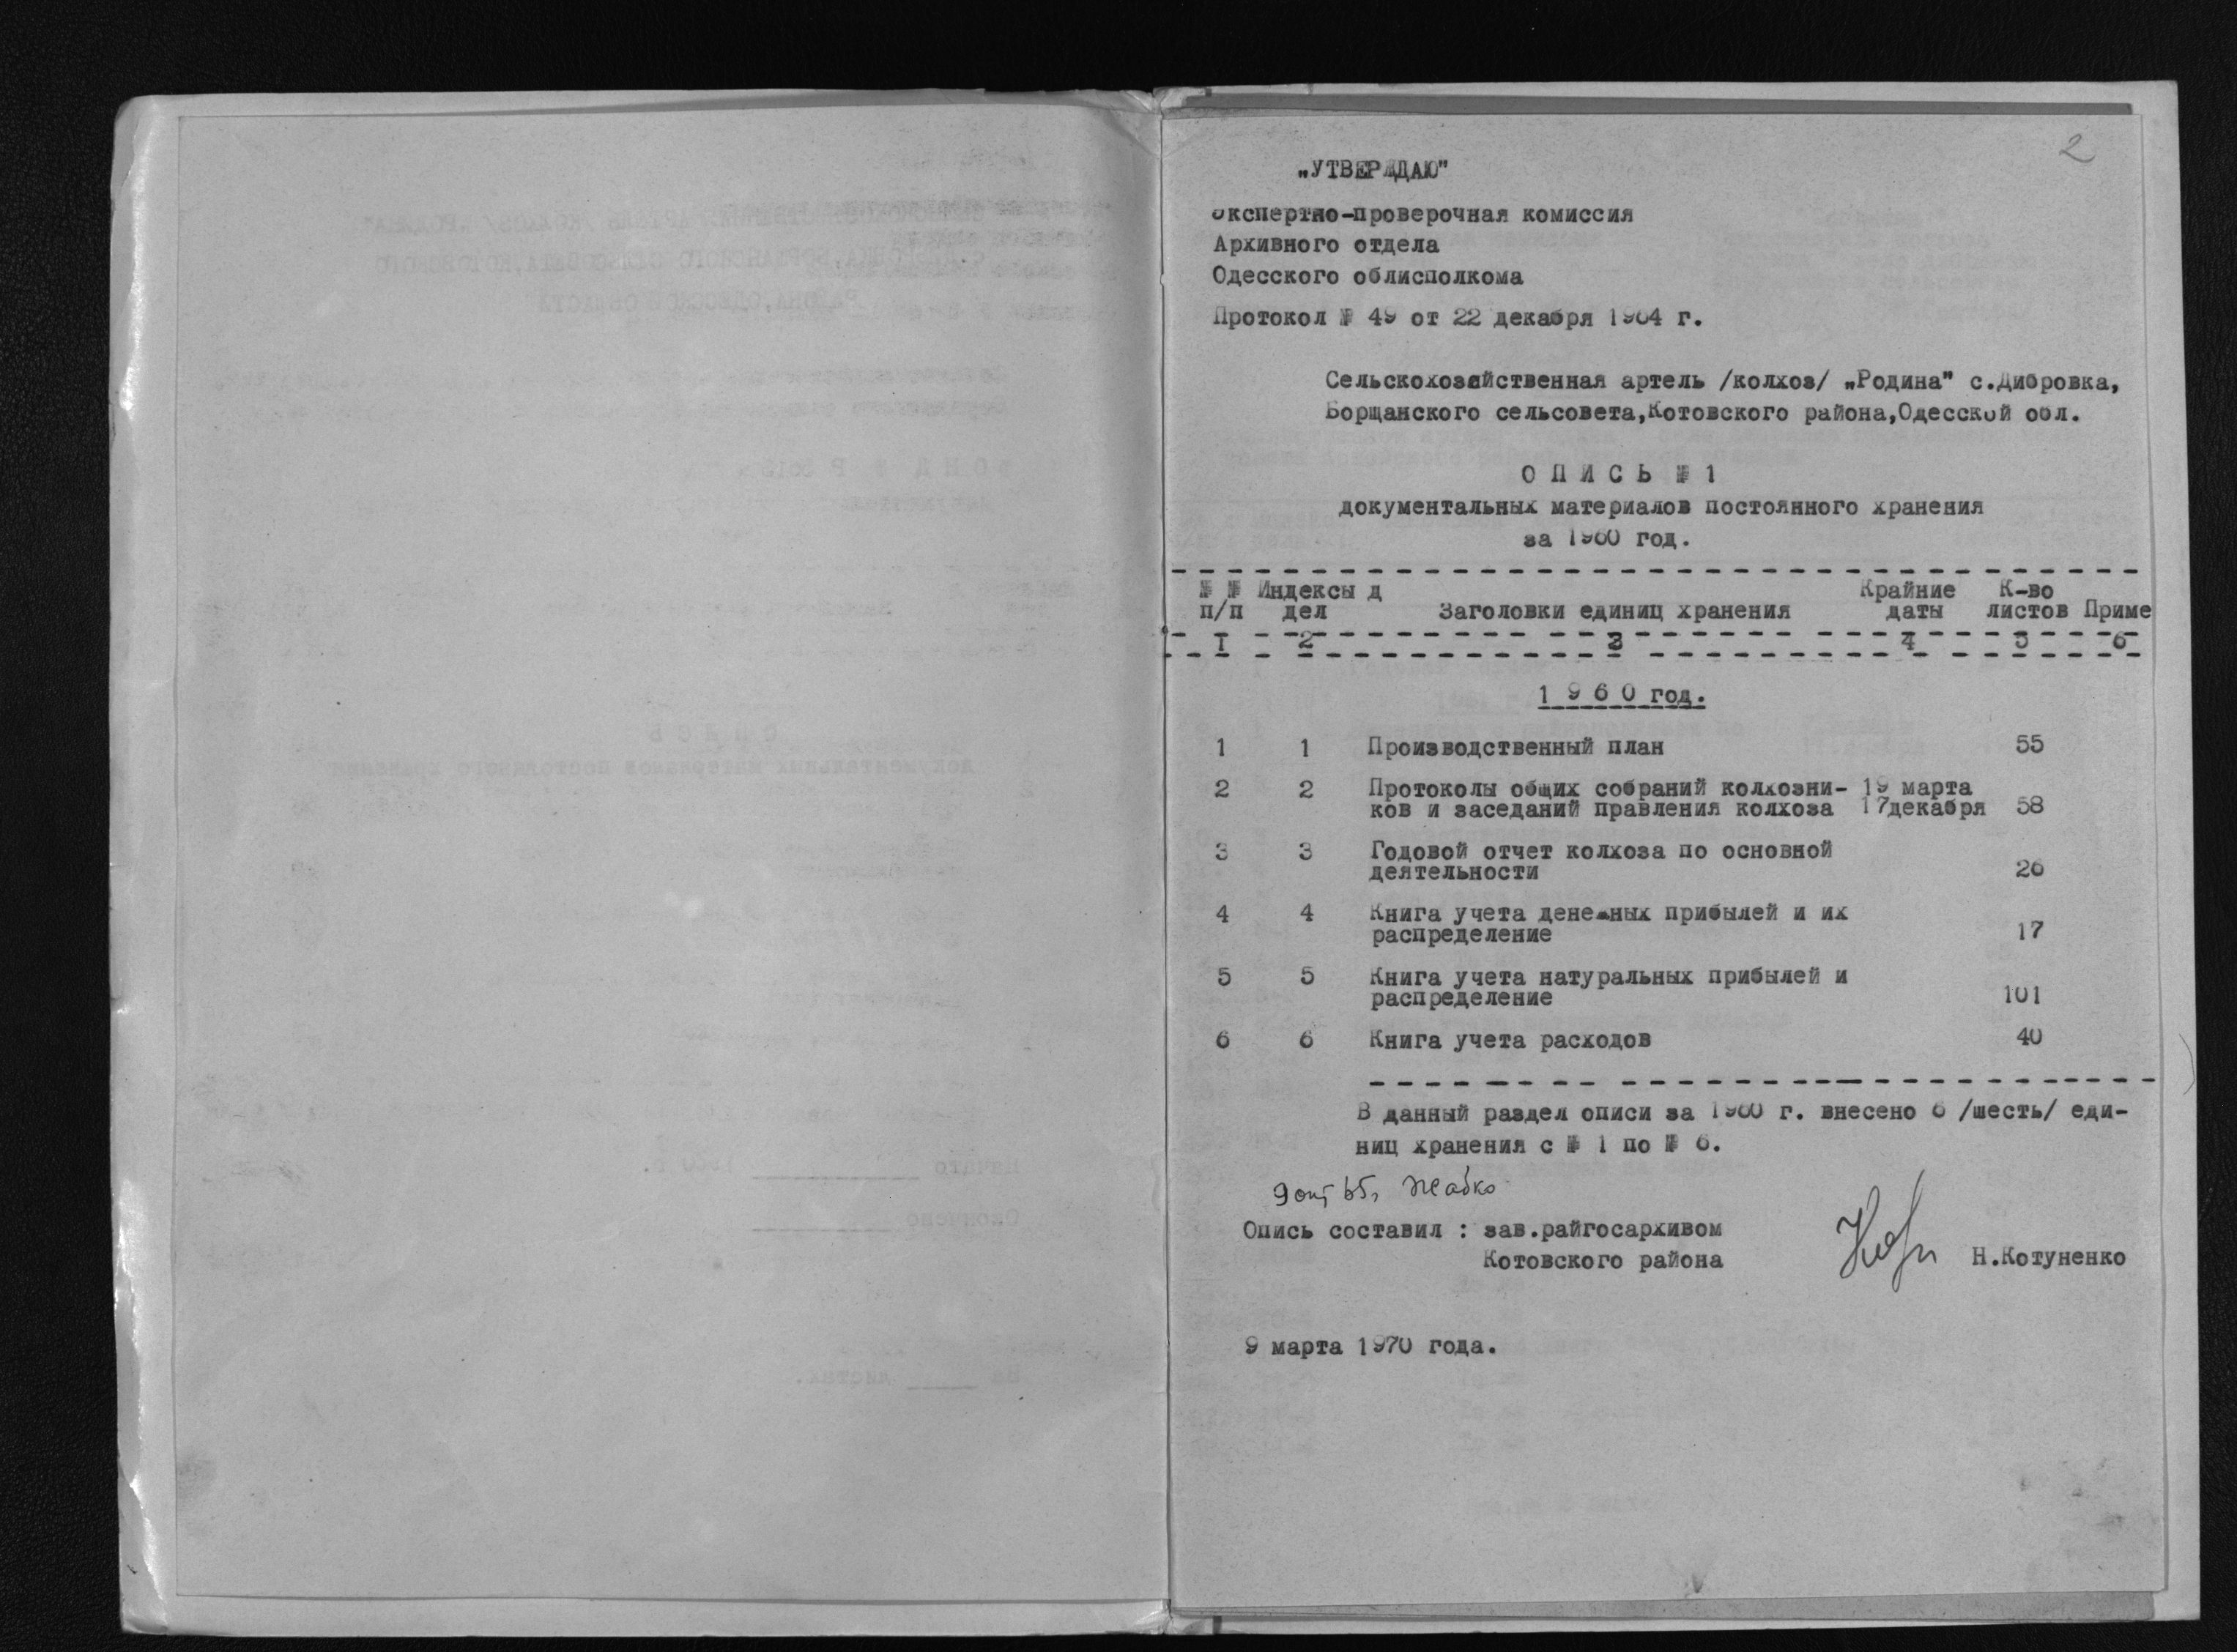 2
„УТВЕРЖДАЮ"
Экспертно-проверочная комиссия
Архивного отдела
Одесского облисполкома
Протокол № 49 от 22 декабря 1964 г.
Сельскохозяйственная артель /колхоз/ „Родина" с.Дибровка,
Борщанского сельсовета,Котовского района,Одесской обл.
О П И С Ь № 1
документальных материалов постоянного хранения
за 1960 год.
№ № Индексы д Крайние К-во
п/п дел Заголовки единиц хранения даты листов Приме
1 2 3 4 5 6
1 9 6 0 год.
1 1 Производственный план 55
2 2 Протоколы общих собраний колхозни- 19 марта
ков и заседаний правления колхоза 17декабря 58
3 3 Годовой отчет колхоза по основной
деятельности 26
4 4 Книга учета денежных прибылей и их
распределение 17
5 5 Книга учета натуральных прибылей и
распределение 101
6 6 Книга учета расходов 40
В данный раздел описи за 1960 г. внесено 6 /шесть/ еди-
ниц хранения с № 1 по № 6.
Опись составил : зав.райгосархивом
Котовского района Н.Котуненко
9 марта 1970 года.